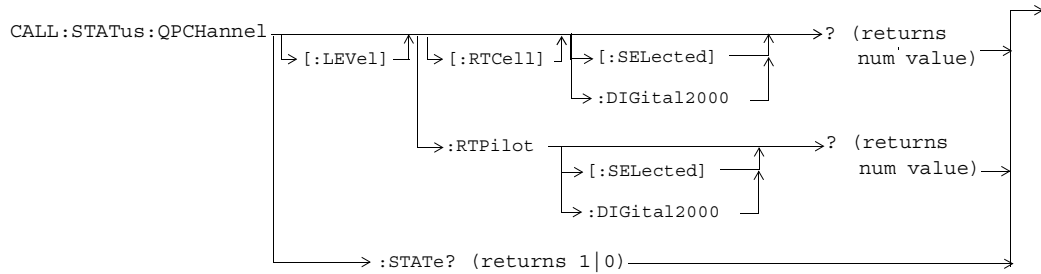 CALL:STATus:QPCHannel
[:LEVel]
[:RTCell]
[:SELected]
:DIGital2000
? (returns
num value)
:RTPilot
[:SELected]
:DIGital2000
? (returns
num value)
:STATe? (returns 1|0)